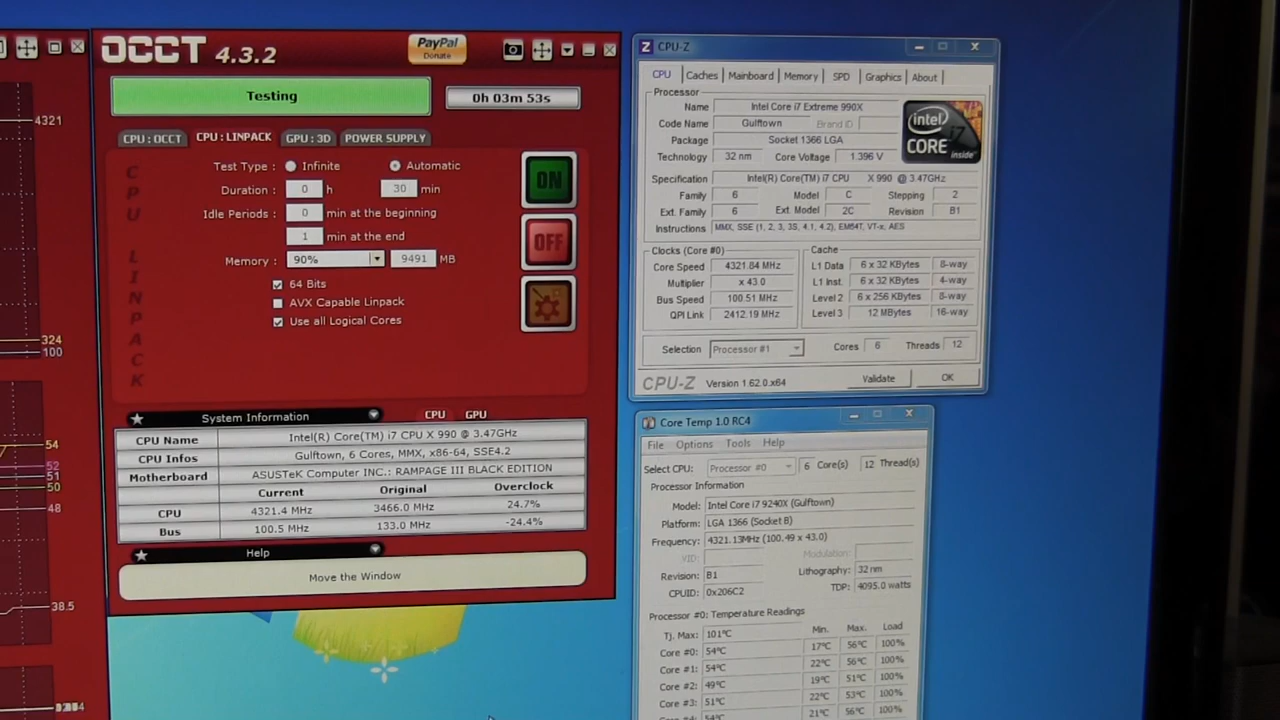 4321
324
100
54
52
51
50
48
38.5
OCCT 4.3.2
PayPal
Donate
Testing
0h 03m 53s
CPU : OCCT CPU : LINPACK GPU : 3D POWER SUPPLY
CPU LINPACK
Test Type : Infinite Automatic
Duration : 0 h 30 min
Idle Periods : 0 min at the beginning
1 min at the end
Memory : 90% 9491 MB
64 Bits
AVX Capable Linpack
Use all Logical Cores
ON
OFF
System Information CPU GPU
CPU Name Intel(R) Core(TM) i7 CPU X 990 @ 3.47GHz
CPU Infos Gulftown, 6 Cores, MMX, x86-64, SSE4.2
Motherboard ASUSTeK Computer INC.: RAMPAGE III BLACK EDITION
Current Original Overclock
CPU 4321.4 MHz 3466.0 MHz 24.7%
Bus 100.5 MHz 133.0 MHz -24.4%
Help
Move the Window
Z CPU-Z
CPU Caches Mainboard Memory SPD Graphics About
Processor
Name Intel Core i7 Extreme 990X
Code Name Gulftown Brand ID
Package Socket 1366 LGA
Technology 32 nm Core Voltage 1.396 V
intel
CORE i7
inside™
Specification Intel(R) Core(TM) i7 CPU X 990 @ 3.47GHz
Family 6 Model C Stepping 2
Ext. Family 6 Ext. Model 2C Revision B1
Instructions MMX, SSE (1, 2, 3, 3S, 4.1, 4.2), EM64T, VT-x, AES
Clocks (Core #0)
Core Speed 4321.84 MHz
Multiplier x 43.0
Bus Speed 100.51 MHz
QPI Link 2412.19 MHz
Cache
L1 Data 6 x 32 KBytes 8-way
L1 Inst. 6 x 32 KBytes 4-way
Level 2 6 x 256 KBytes 8-way
Level 3 12 MBytes 16-way
Selection Processor #1 Cores 6 Threads 12
CPU-Z Version 1.62.0.x64 Validate OK
Core Temp 1.0 RC4
File Options Tools Help
Select CPU: Processor #0 6 Core(s) 12 Thread(s)
Processor Information
Model: Intel Core i7 9240X (Gulftown)
Platform: LGA 1366 (Socket B)
Frequency: 4321.13MHz (100.49 x 43.0)
VID: Modulation:
Revision: B1 Lithography: 32 nm
CPUID: 0x206C2 TDP: 4095.0 watts
Processor #0: Temperature Readings
Tj. Max: 101°C Min. Max. Load
Core #0: 54°C 17°C 56°C 100%
Core #1: 54°C 22°C 56°C 100%
Core #2: 49°C 19°C 51°C 100%
Core #3: 51°C 22°C 53°C 100%
54°C 21°C 56°C 100%